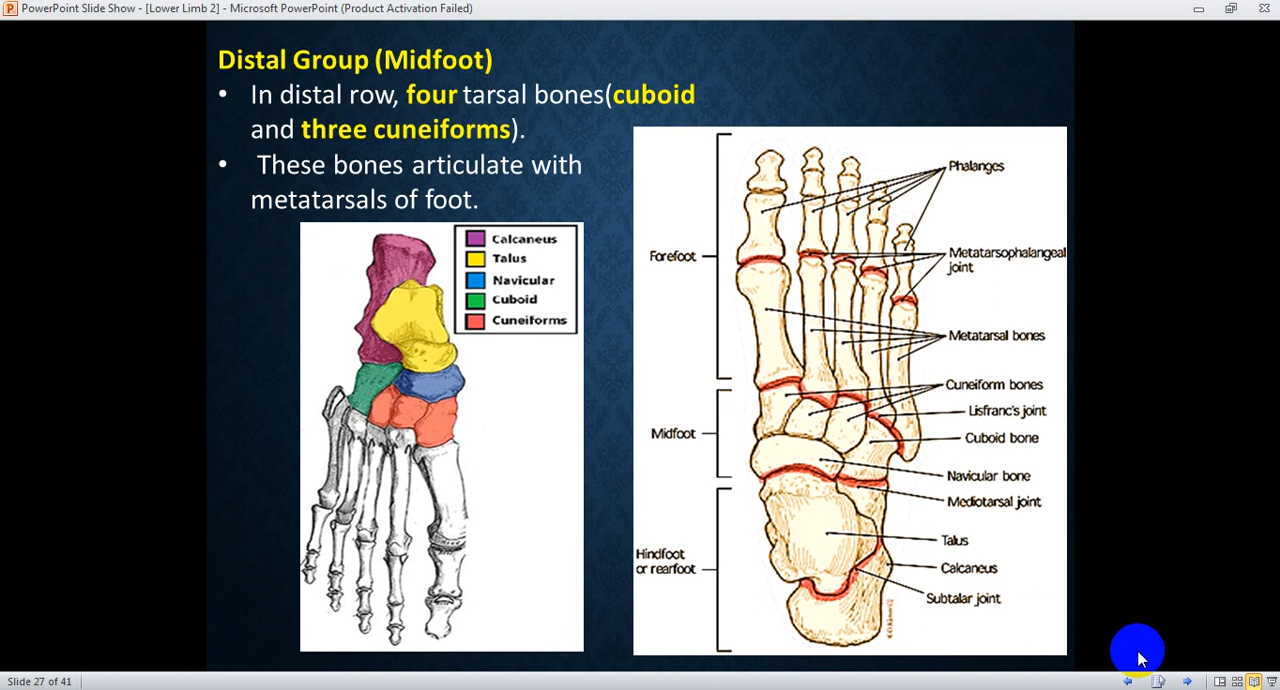 PowerPoint Slide Show - [Lower Limb 2] - Microsoft PowerPoint (Product Activation Failed)
Distal Group (Midfoot)
• In distal row, four tarsal bones(cuboid
and three cuneiforms).
• These bones articulate with
metatarsals of foot.
Calcaneus
Talus
Navicular
Cuboid
Cuneiforms
Forefoot
Midfoot
Hindfoot
or rearfoot
Phalanges
Metatarsophalangeal
joint
Metatarsal bones
Cuneiform bones
Lisfranc's joint
Cuboid bone
Navicular bone
Mediotarsal joint
Talus
Calcaneus
Subtalar joint
Slide 27 of 41